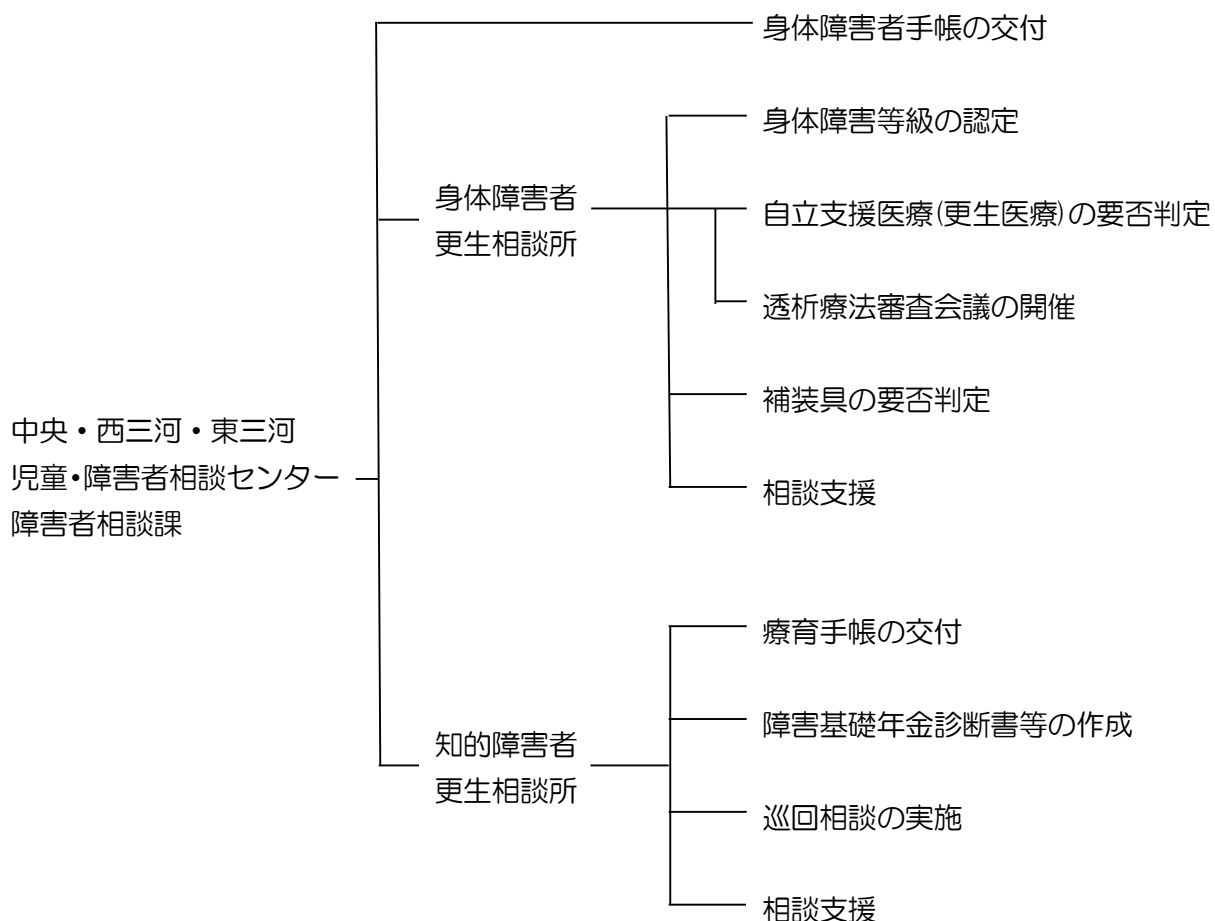 身体障害者手帳の交付
身体障害等級の認定
身体障害者
更生相談所
自立支援医療(更生医療)の要否判定
透析療法審査会議の開催
補装具の要否判定
中央・西三河・東三河
児童・障害者相談センター
障害者相談課
相談支援
療育手帳の交付
障害基礎年金診断書等の作成
知的障害者
更生相談所
巡回相談の実施
相談支援